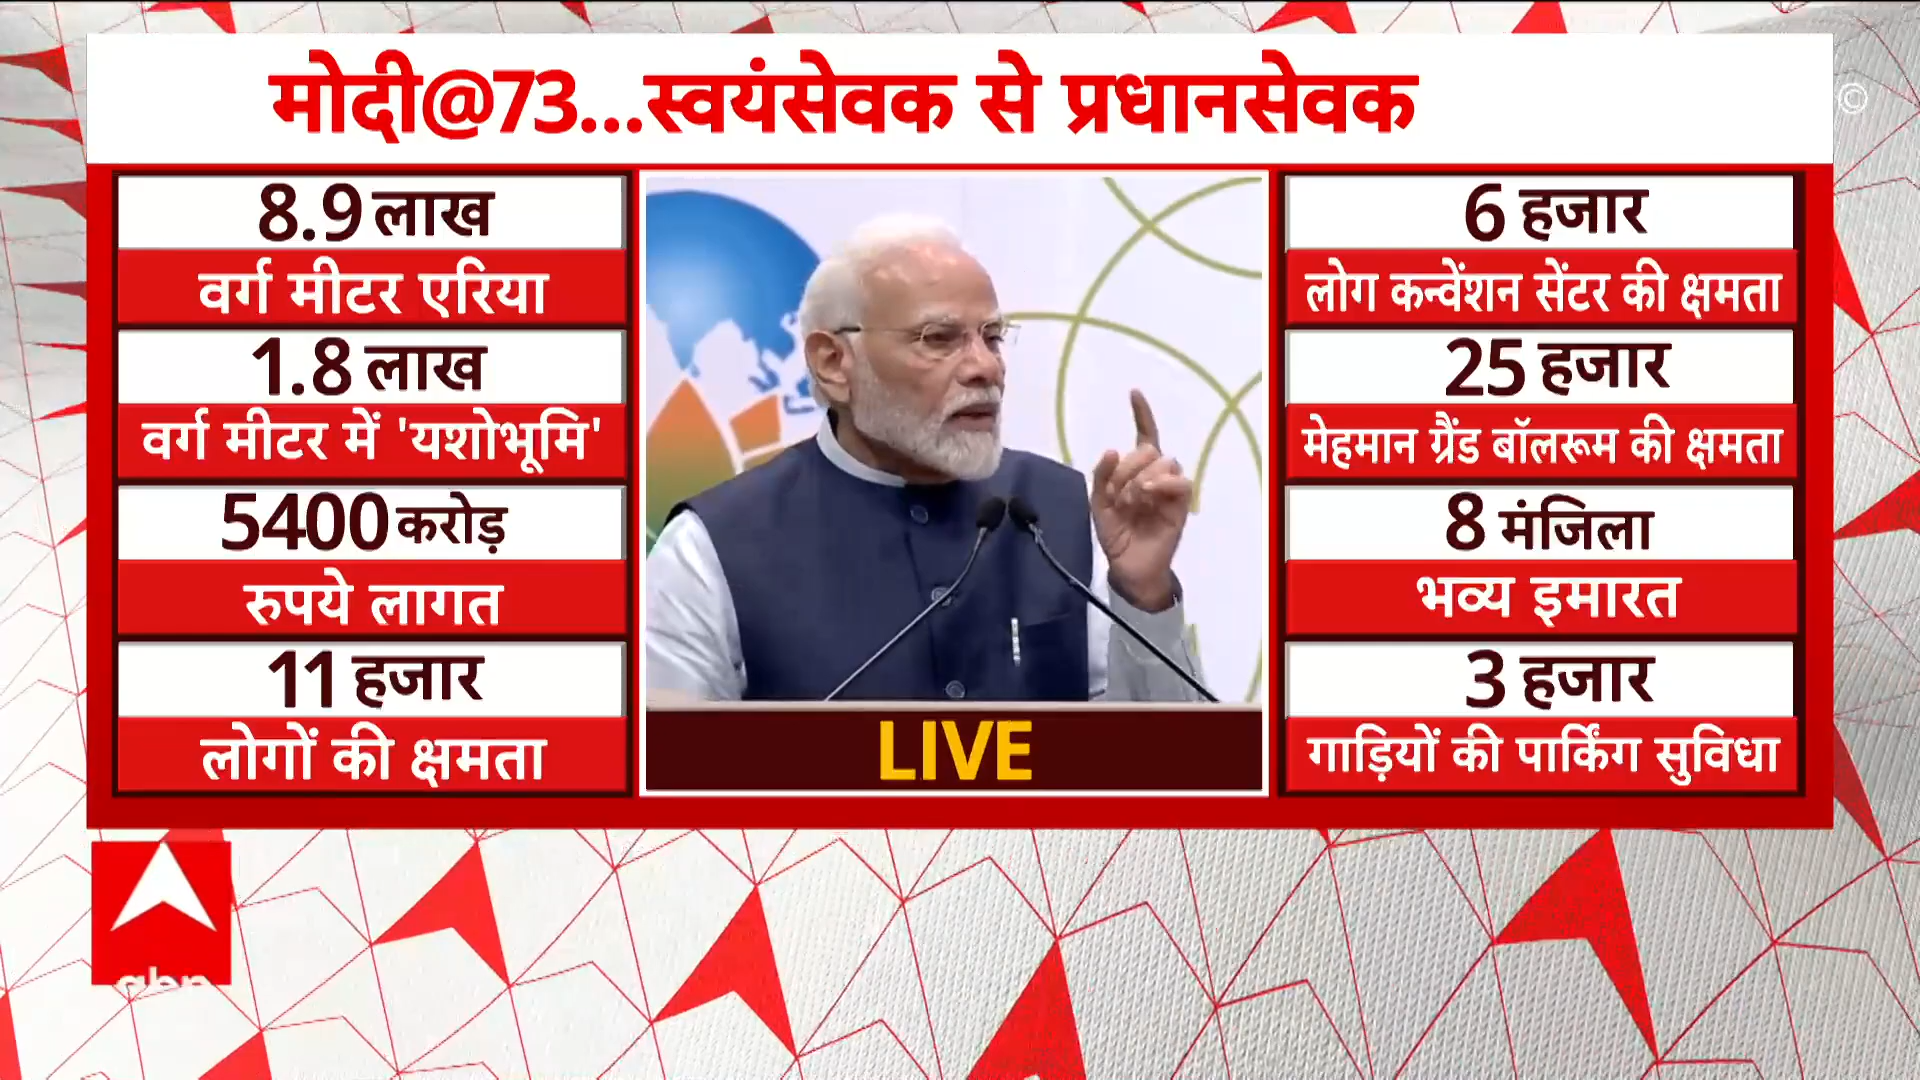 मोदी@73...स्वयंसेवक से प्रधानसेवक
©
8.9 लाख
वर्ग मीटर एरिया
1.8 लाख
वर्ग मीटर में 'यशोभूमि'
5400 करोड़
रुपये लागत
11 हजार
लोगों की क्षमता
LIVE
6 हजार
लोग कन्वेंशन सेंटर की क्षमता
25 हजार
मेहमान ग्रैंड बॉलरूम की क्षमता
8 मंजिला
भव्य इमारत
3 हजार
गाड़ियों की पार्किंग सुविधा
abp